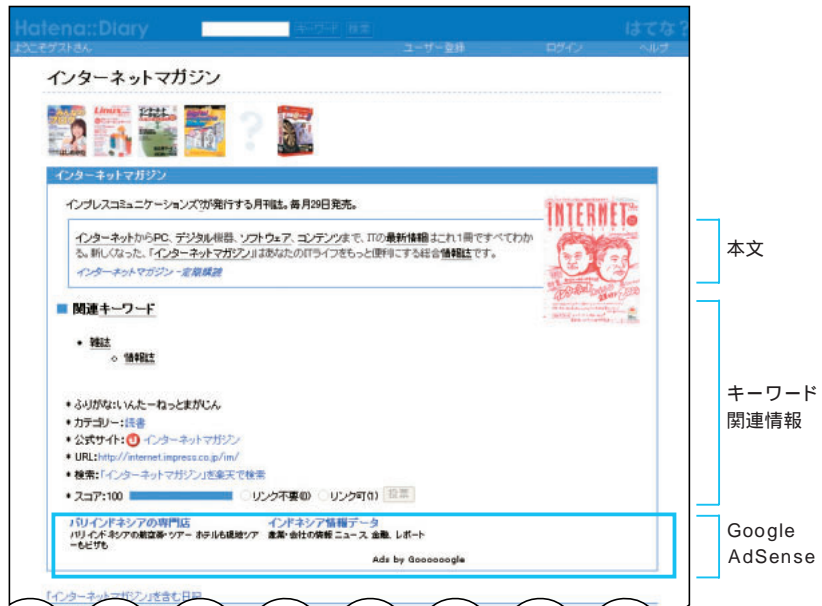 Hatena::Diary
キーワード 検索
はてな?
ようこそゲストさん
ユーザー登録
ログイン
ヘルプ
インターネットマガジン
インターネットマガジン
インプレスコミュニケーションズが発行する月刊誌。毎月29日発売。
INTERNET
インターネットからPC、デジタル機器、ソフトウェア、コンテンツまで、ITの最新情報はこれ1冊ですべてわか
る。新しくなった、「インターネットマガジン」はあなたのITライフをもっと便利にする総合情報誌です。
インターネットマガジン - 定期購読
本文
関連キーワード
雑誌
情報誌
ふりがな:いんたーねっとまがじん
カテゴリー:読書
公式サイト: インターネットマガジン
URL:http://internet.impress.co.jp/im/
検索:「インターネットマガジン」を楽天で検索
スコア:100 リンク不要(0) リンク可(1) 投票
キーワード
関連情報
バリインドネシアの専門店
バリインドネシアの航空券・ツアー ホテルも現地ツア
ーもビザも
インドネシア情報データ
産業・会社の情報 ニュース、金融、レポート
Ads by Goooooogle
Google
AdSense
「インターネットマガジン」を含む日記